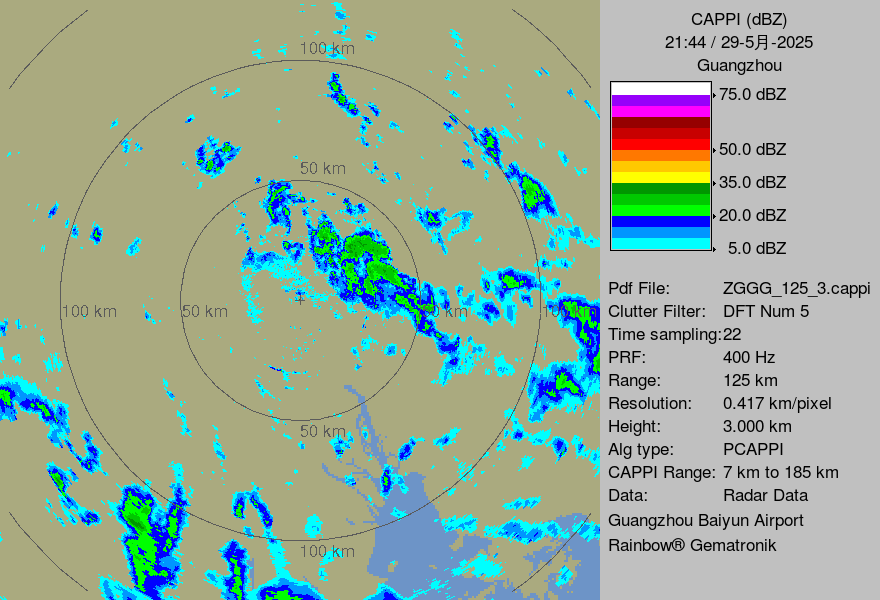 CAPPI (dBZ)
21:44 / 29-5月-2025
Guangzhou
75.0 dBZ
50.0 dBZ
35.0 dBZ
20.0 dBZ
5.0 dBZ
Pdf File: ZGGG_125_3.cappi
Clutter Filter: DFT Num 5
Time sampling:22
PRF: 400 Hz
Range: 125 km
Resolution: 0.417 km/pixel
Height: 3.000 km
Alg type: PCAPPI
CAPPI Range: 7 km to 185 km
Data: Radar Data
Guangzhou Baiyun Airport
Rainbow® Gematronik
100 km
50 km
100 km
50 km
km
50 km
100 km